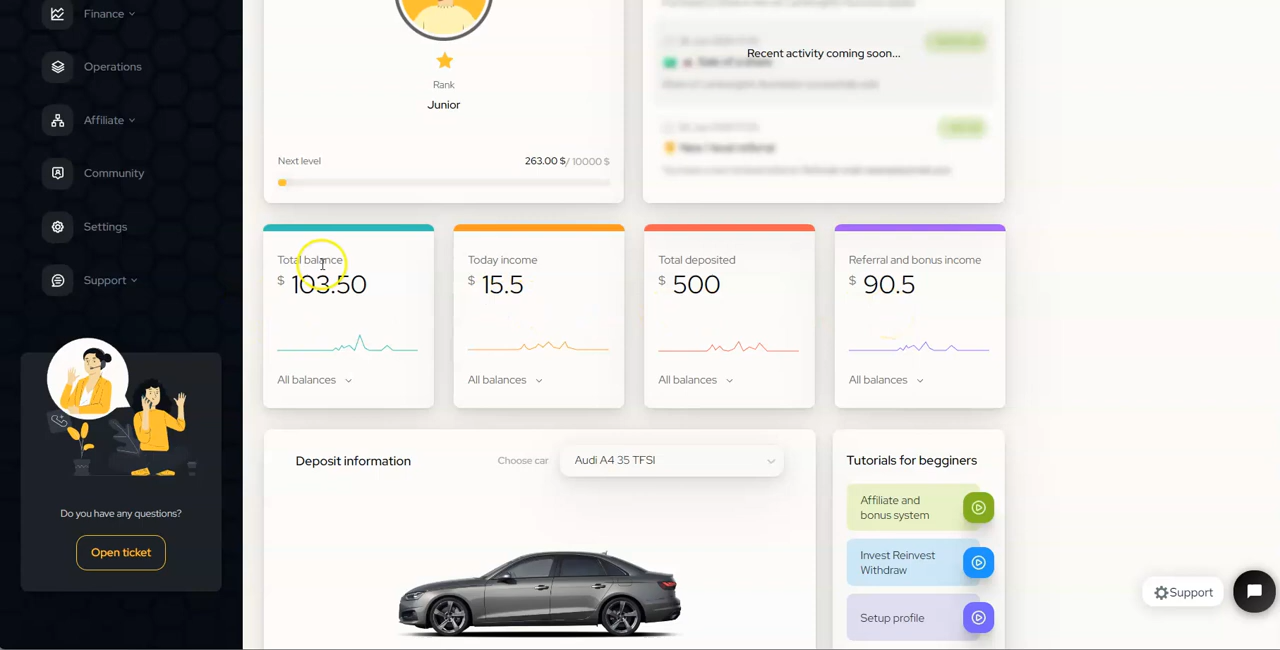 Finance
Operations
Affiliate
Community
Settings
Support
Do you have any questions?
Open ticket
Rank
Junior
Next level
263.00 $/ 10000 $
Recent activity coming soon...
Total balance
$ 103.50
All balances
Today income
$ 15.5
All balances
Total deposited
$ 500
All balances
Referral and bonus income
$ 90.5
All balances
Deposit information
Choose car
Audi A4 35 TFSI
Tutorials for begginers
Affiliate and
bonus system
Invest Reinvest
Withdraw
Setup profile
Support